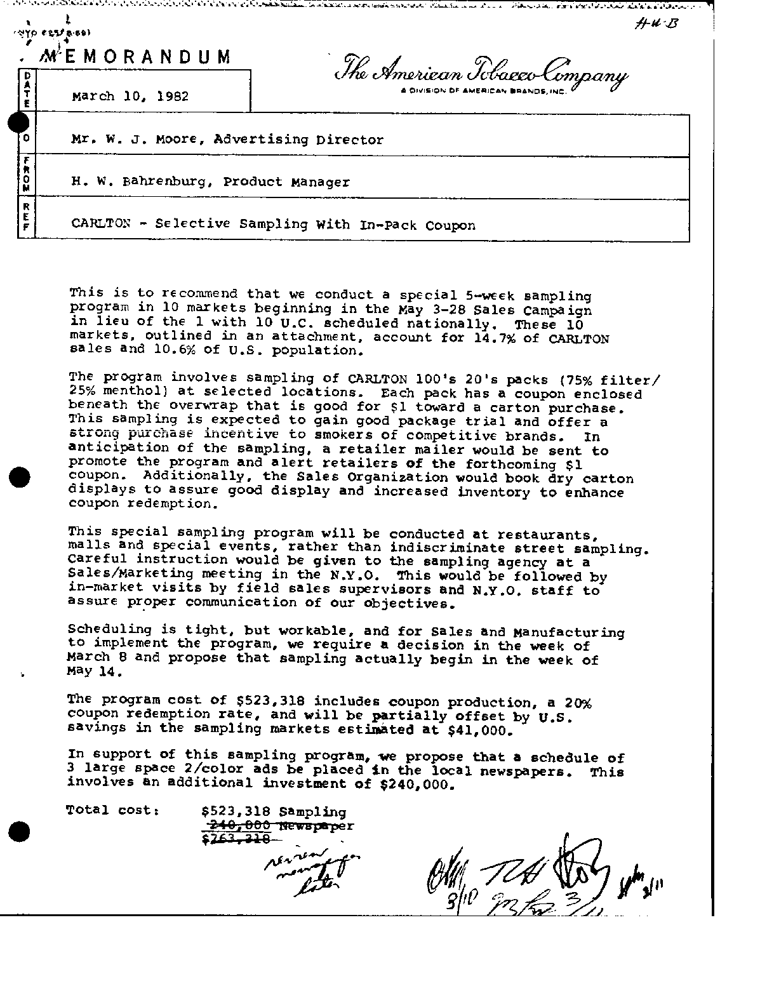 H W B
MEMORANDUM
The American Tobacco Company
A DIVISION OF AMERICAN BRANDS, INC.
DATE
March 10, 1982
O
Mr. W. J. Moore, Advertising Director
FROM
H. W. Bahrenburg, Product Manager
REF
CARLTON - Selective Sampling With In-Pack Coupon
This is to recommend that we conduct a special 5-week sampling
program in 10 markets beginning in the May 3-28 Sales Campaign
in lieu of the 1 with 10 U.C. scheduled nationally. These 10
markets, outlined in an attachment, account for 14.7% of CARLTON
sales and 10.6% of U.S. population.
The program involves sampling of CARLTON 100's 20's packs (75% filter/
25% menthol) at selected locations. Each pack has a coupon enclosed
beneath the overwrap that is good for $1 toward a carton purchase.
This sampling is expected to gain good package trial and offer a
strong purchase incentive to smokers of competitive brands. In
anticipation of the sampling, a retailer mailer would be sent to
promote the program and alert retailers of the forthcoming $1
coupon. Additionally, the Sales Organization would book dry carton
displays to assure good display and increased inventory to enhance
coupon redemption.
This special sampling program will be conducted at restaurants,
malls and special events, rather than indiscriminate street sampling.
Careful instruction would be given to the sampling agency at a
Sales/Marketing meeting in the N.Y.O. This would be followed by
in-market visits by field sales supervisors and N.Y.O. staff to
assure proper communication of our objectives.
Scheduling is tight, but workable, and for Sales and Manufacturing
to implement the program, we require a decision in the week of
March 8 and propose that sampling actually begin in the week of
May 14.
The program cost of $523,318 includes coupon production, a 20%
coupon redemption rate, and will be partially offset by U.S.
savings in the sampling markets estimated at $41,000.
In support of this sampling program, we propose that a schedule of
3 large space 2/color ads be placed in the local newspapers. This
involves an additional investment of $240,000.
Total cost: $523,318 Sampling
240,000 Newspaper
$763,318
review
newspaper
later
3/10
3/11
3/11